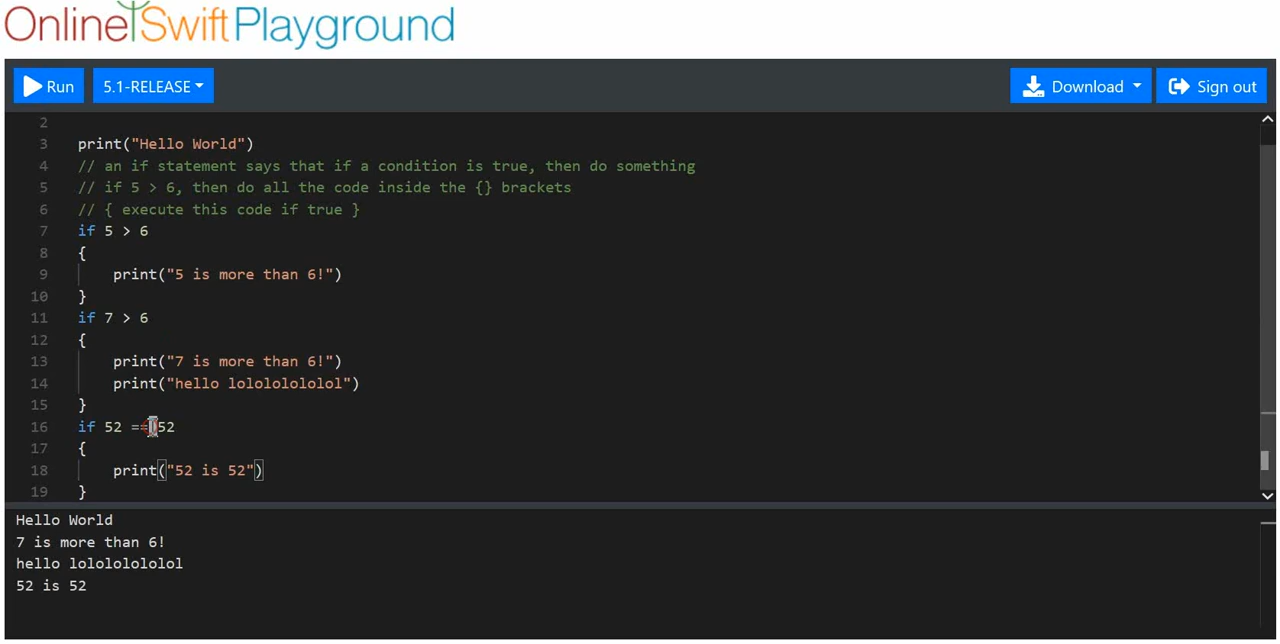 Online Swift Playground
Run 5.1-RELEASE Download Sign out
2
3 print("Hello World")
4 // an if statement says that if a condition is true, then do something
5 // if 5 > 6, then do all the code inside the {} brackets
6 // { execute this code if true }
7 if 5 > 6
8 {
9 print("5 is more than 6!")
10 }
11 if 7 > 6
12 {
13 print("7 is more than 6!")
14 print("hello lolololololol")
15 }
16 if 52 == 52
17 {
18 print("52 is 52")
19 }
Hello World
7 is more than 6!
hello lolololololol
52 is 52